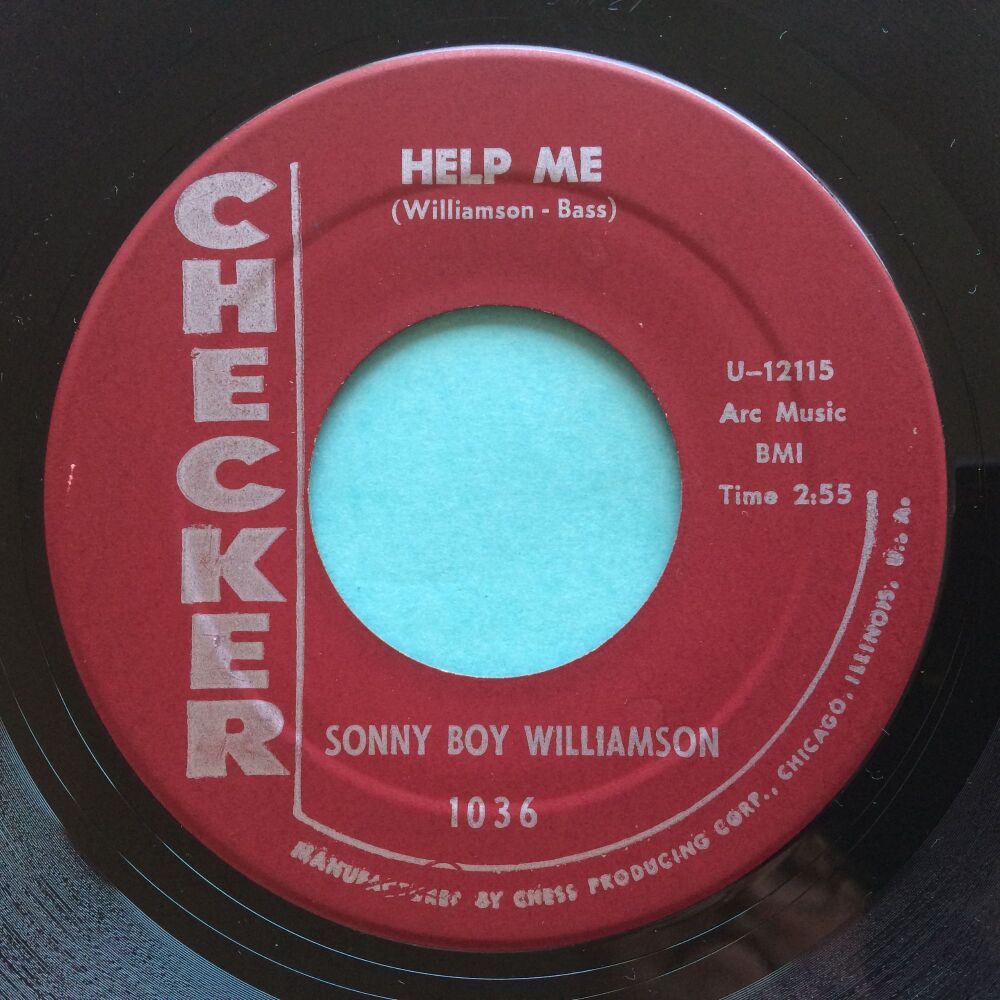 HELP ME
(Williamson - Bass)
CHECKER
U-12115
Arc Music
BMI
Time 2:55
SONNY BOY WILLIAMSON
1036
MANUFACTURED BY CHESS PRODUCING CORP., CHICAGO, ILLINOIS, U.S.A.